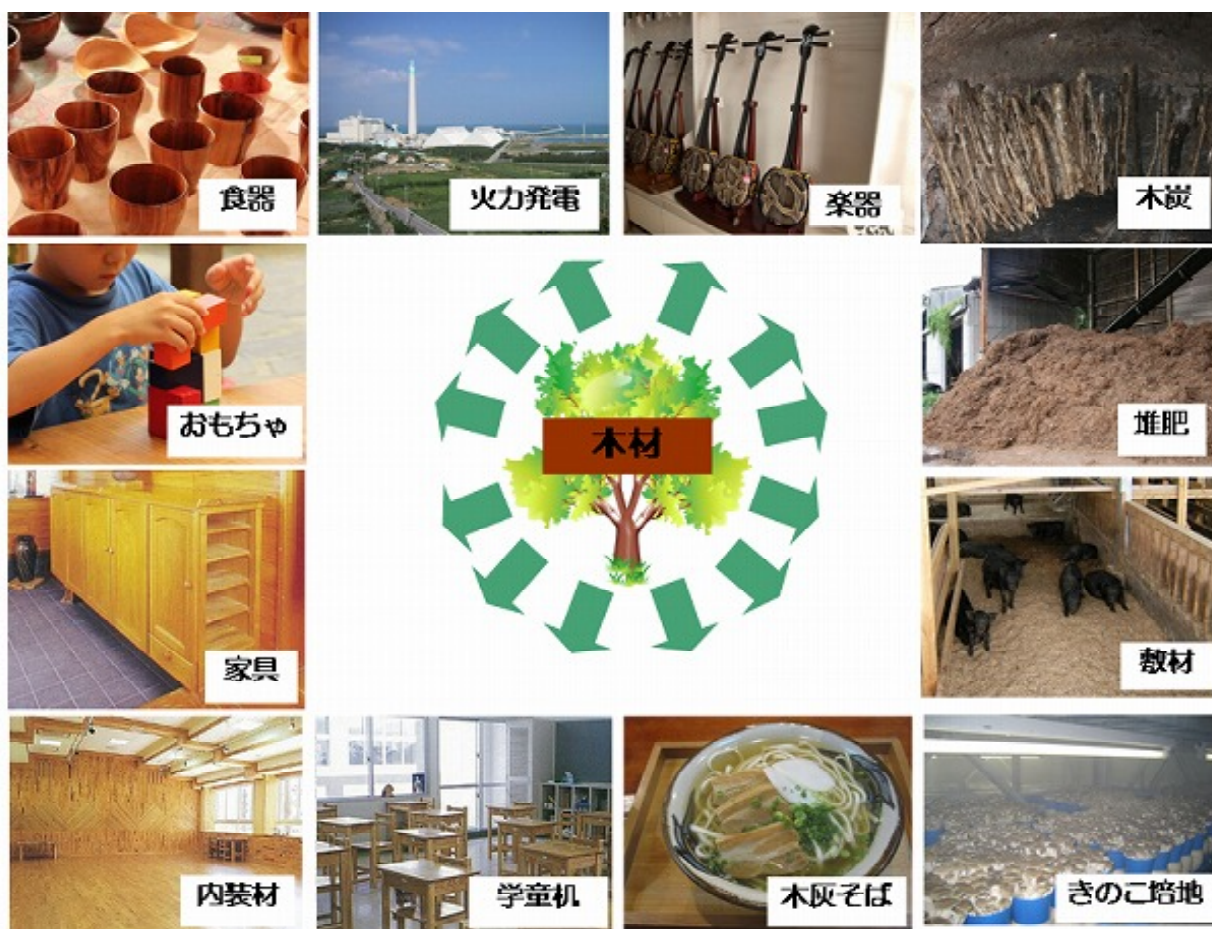 食器
火力発電
楽器
木炭
おもちゃ
木材
堆肥
家具
敷材
内装材
学童机
木灰そば
きのこ培地